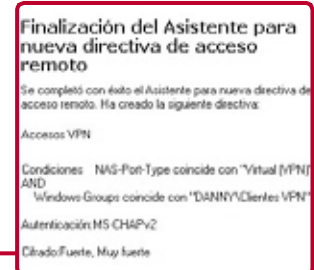 Finalización del Asistente para
nueva directiva de acceso
remoto
Se completó con éxito el Asistente para nueva directiva de
acceso remoto. Ha creado la siguiente directiva:
Accesos VPN
Condiciones NAS-Port-Type coincide con "Virtual (VPN)"
AND
Windows-Groups coincide con "DANNY\Clientes VPN"
Autenticación:MS CHAPv2
Cifrado:Fuerte, Muy fuerte